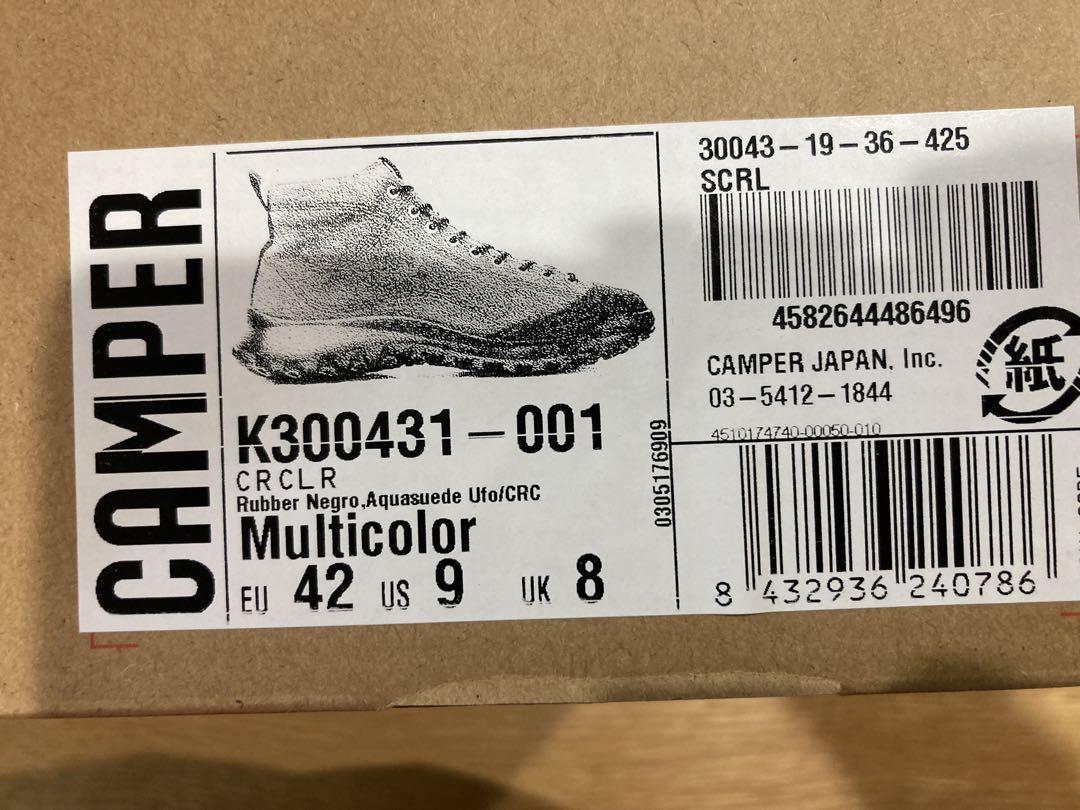 CAMPER
K300431-001
CRCLR
Rubber Negro,Aquasuede Ufo/CRC
Multicolor
EU 42 US 9 UK 8
0305176909
30043-19-36-425
SCRL
4582644486496
CAMPER JAPAN, Inc.
03-5412-1844
紙
4510174740-00050-010
8 432936 240786